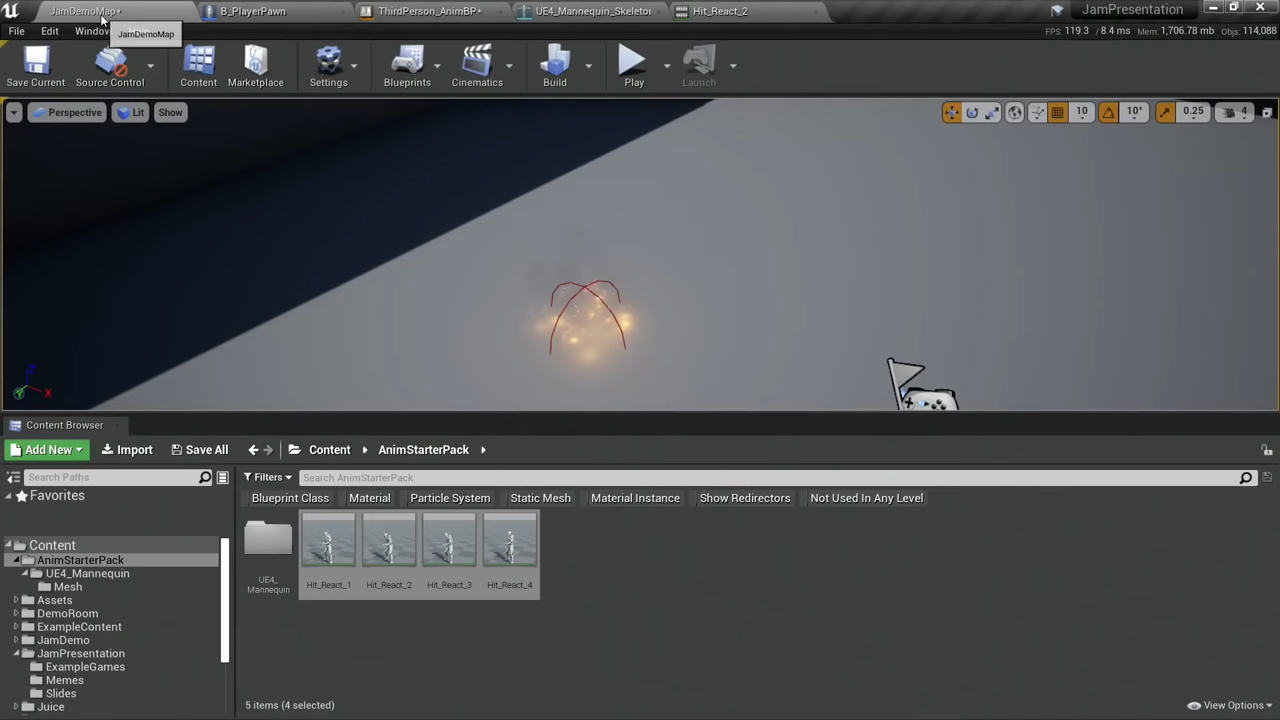 JamDemoMap•
B_PlayerPawn
ThirdPerson_AnimBP•
UE4_Mannequin_Skeleton
Hit_React_2
JamPresentation
File
Edit
Window
JamDemoMap
FPS: 119.3 / 8.4 ms Mem: 1,706.78 mb Objs: 114,088
Save Current
Source Control
Content
Marketplace
Settings
Blueprints
Cinematics
Build
Play
Launch
Perspective
Lit
Show
10
10°
0.25
4
Z
X
Y
Content Browser
Add New
Import
Save All
Content
AnimStarterPack
Search Paths
Filters
Search AnimStarterPack
Favorites
Blueprint Class
Material
Particle System
Static Mesh
Material Instance
Show Redirectors
Not Used In Any Level
Content
AnimStarterPack
UE4_Mannequin
Mesh
Assets
DemoRoom
ExampleContent
JamDemo
JamPresentation
ExampleGames
Memes
Slides
Juice
UE4_
Mannequin
Hit_React_1
Hit_React_2
Hit_React_3
Hit_React_4
5 items (4 selected)
View Options